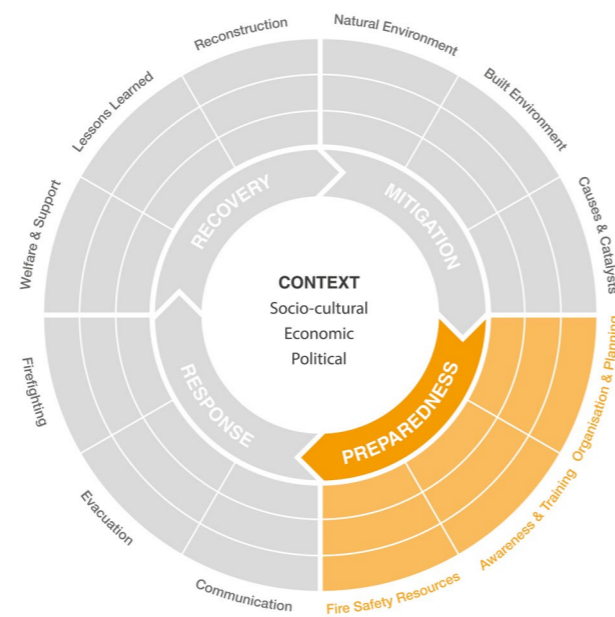 Reconstruction
Natural Environment
Lessons Learned
Built Environment
Welfare & Support
Causes & Catalysts
RECOVERY
MITIGATION
CONTEXT
Socio-cultural
Economic
Political
Firefighting
RESPONSE
PREPAREDNESS
Organisation & Planning
Evacuation
Awareness & Training
Communication
Fire Safety Resources